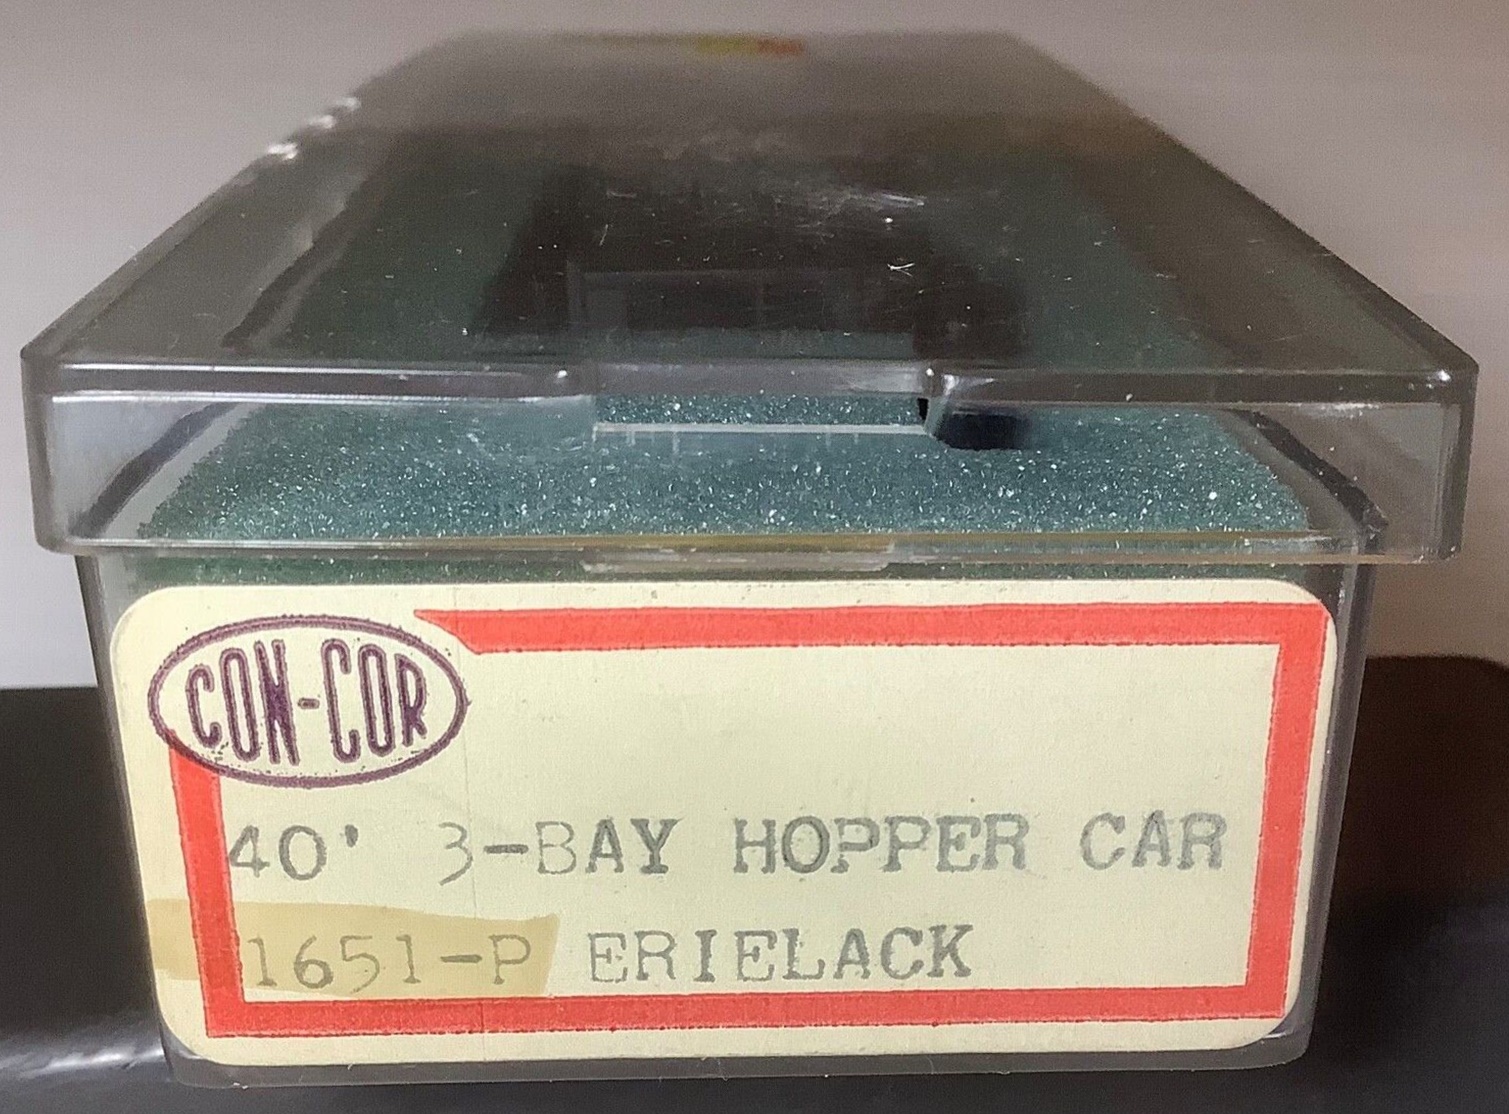 CON-COR
40' 3-BAY HOPPER CAR
1651-P ERIELACK